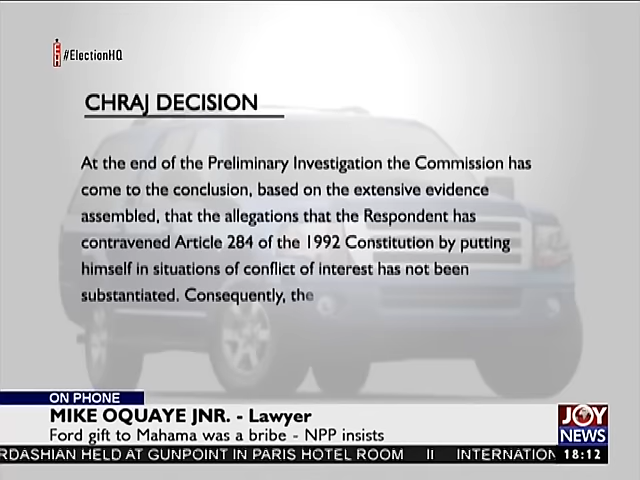 #ElectionHQ
CHRAJ DECISION
At the end of the Preliminary Investigation the Commission has
come to the conclusion, based on the extensive evidence
assembled, that the allegations that the Respondent has
contravened Article 284 of the 1992 Constitution by putting
himself in situations of conflict of interest has not been
substantiated. Consequently, the
ON PHONE
MIKE OQUAYE JNR. - Lawyer
Ford gift to Mahama was a bribe - NPP insists
JOY
NEWS
RDASHIAN HELD AT GUNPOINT IN PARIS HOTEL ROOM II INTERNATION
18:12